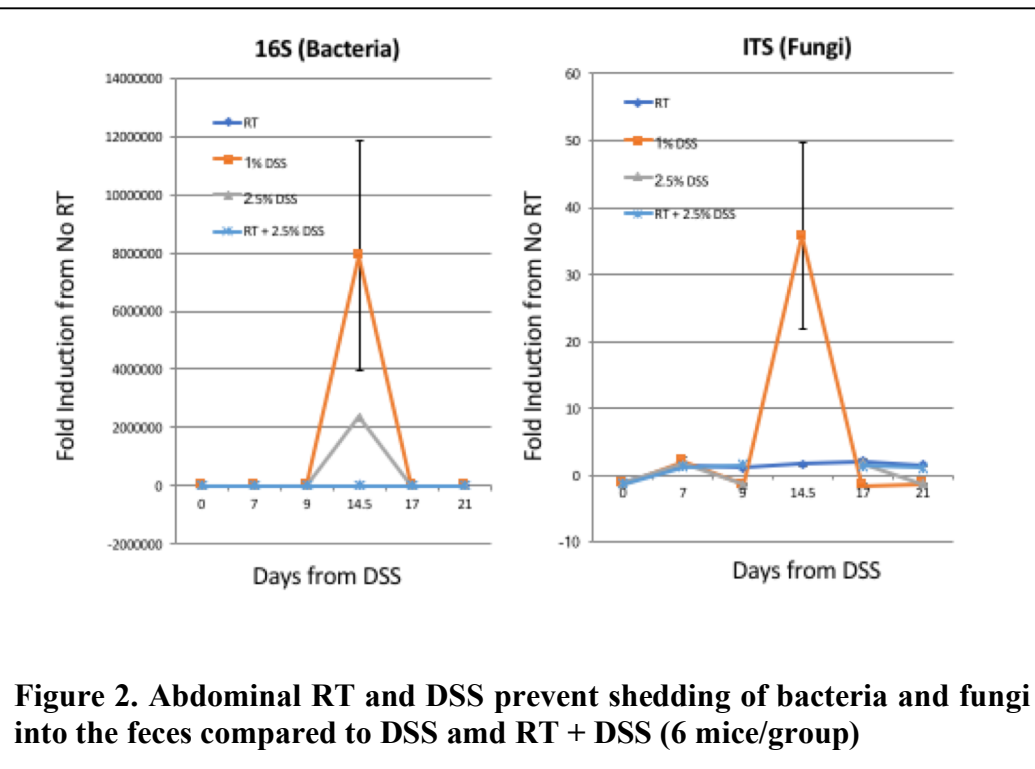 16S (Bacteria)
14000000
12000000
10000000
8000000
6000000
4000000
2000000
0
-2000000
Fold Induction from No RT
RT
1% DSS
2.5% DSS
RT + 2.5% DSS
0 7 9 14.5 17 21
Days from DSS
ITS (Fungi)
60
50
40
30
20
10
0
-10
Fold Induction from No RT
RT
1% DSS
2.5% DSS
RT + 2.5% DSS
0 7 9 14.5 17 21
Days from DSS
Figure 2. Abdominal RT and DSS prevent shedding of bacteria and fungi
into the feces compared to DSS amd RT + DSS (6 mice/group)